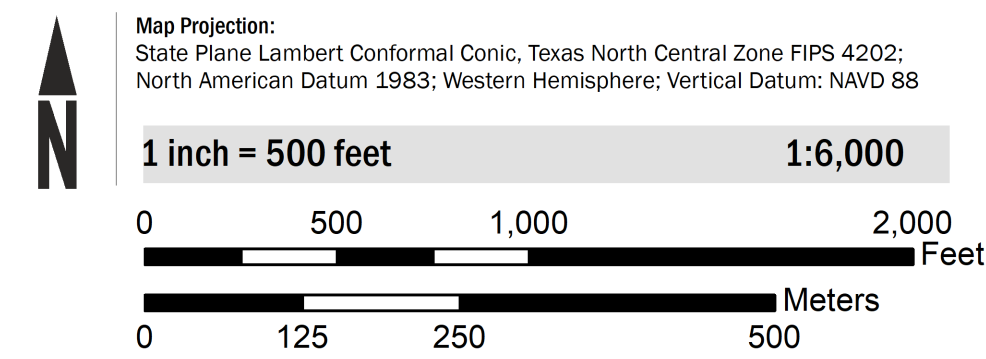 N
Map Projection:
State Plane Lambert Conformal Conic, Texas North Central Zone FIPS 4202;
North American Datum 1983; Western Hemisphere; Vertical Datum: NAVD 88
1 inch = 500 feet 1:6,000
0 500 1,000 2,000
Feet
Meters
0 125 250 500